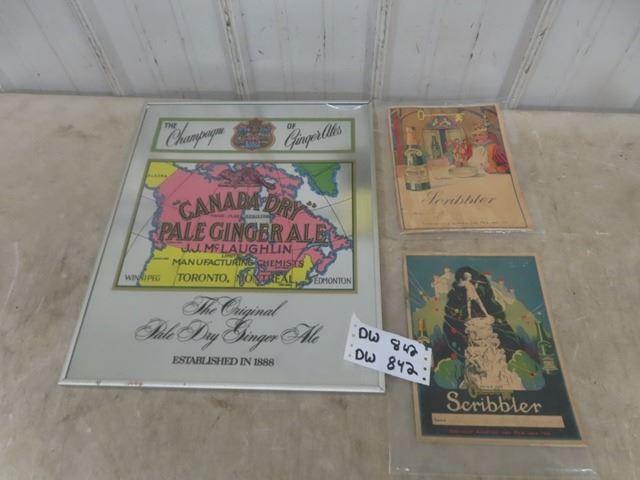 THE Champagne OF Ginger Ales
"CANADA DRY"
PALE GINGER ALE
J.J. McLAUGHLIN
LIMITED
MANUFACTURING CHEMISTS
WINNIPEG TORONTO, MONTREAL EDMONTON
The Original
Pale Dry Ginger Ale
ESTABLISHED IN 1888
DW 842
DW 842
Scribbler
Scribbler